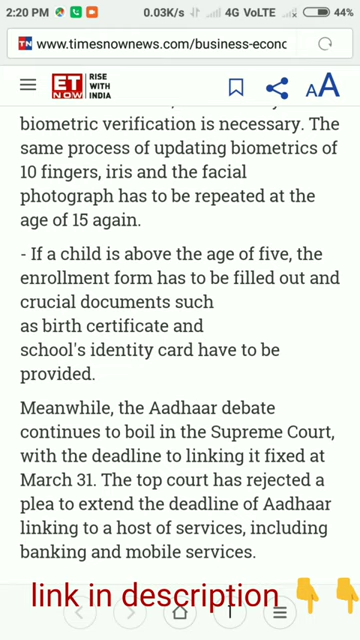 2:20 PM 0.03K/s 4G VoLTE 44%
TN www.timesnownews.com/business-econo
ET NOW RISE WITH INDIA AA
biometric verification is necessary. The
same process of updating biometrics of
10 fingers, iris and the facial
photograph has to be repeated at the
age of 15 again.
- If a child is above the age of five, the
enrollment form has to be filled out and
crucial documents such
as birth certificate and
school's identity card have to be
provided.
Meanwhile, the Aadhaar debate
continues to boil in the Supreme Court,
with the deadline to linking it fixed at
March 31. The top court has rejected a
plea to extend the deadline of Aadhaar
linking to a host of services, including
banking and mobile services.
link in description 👇👇